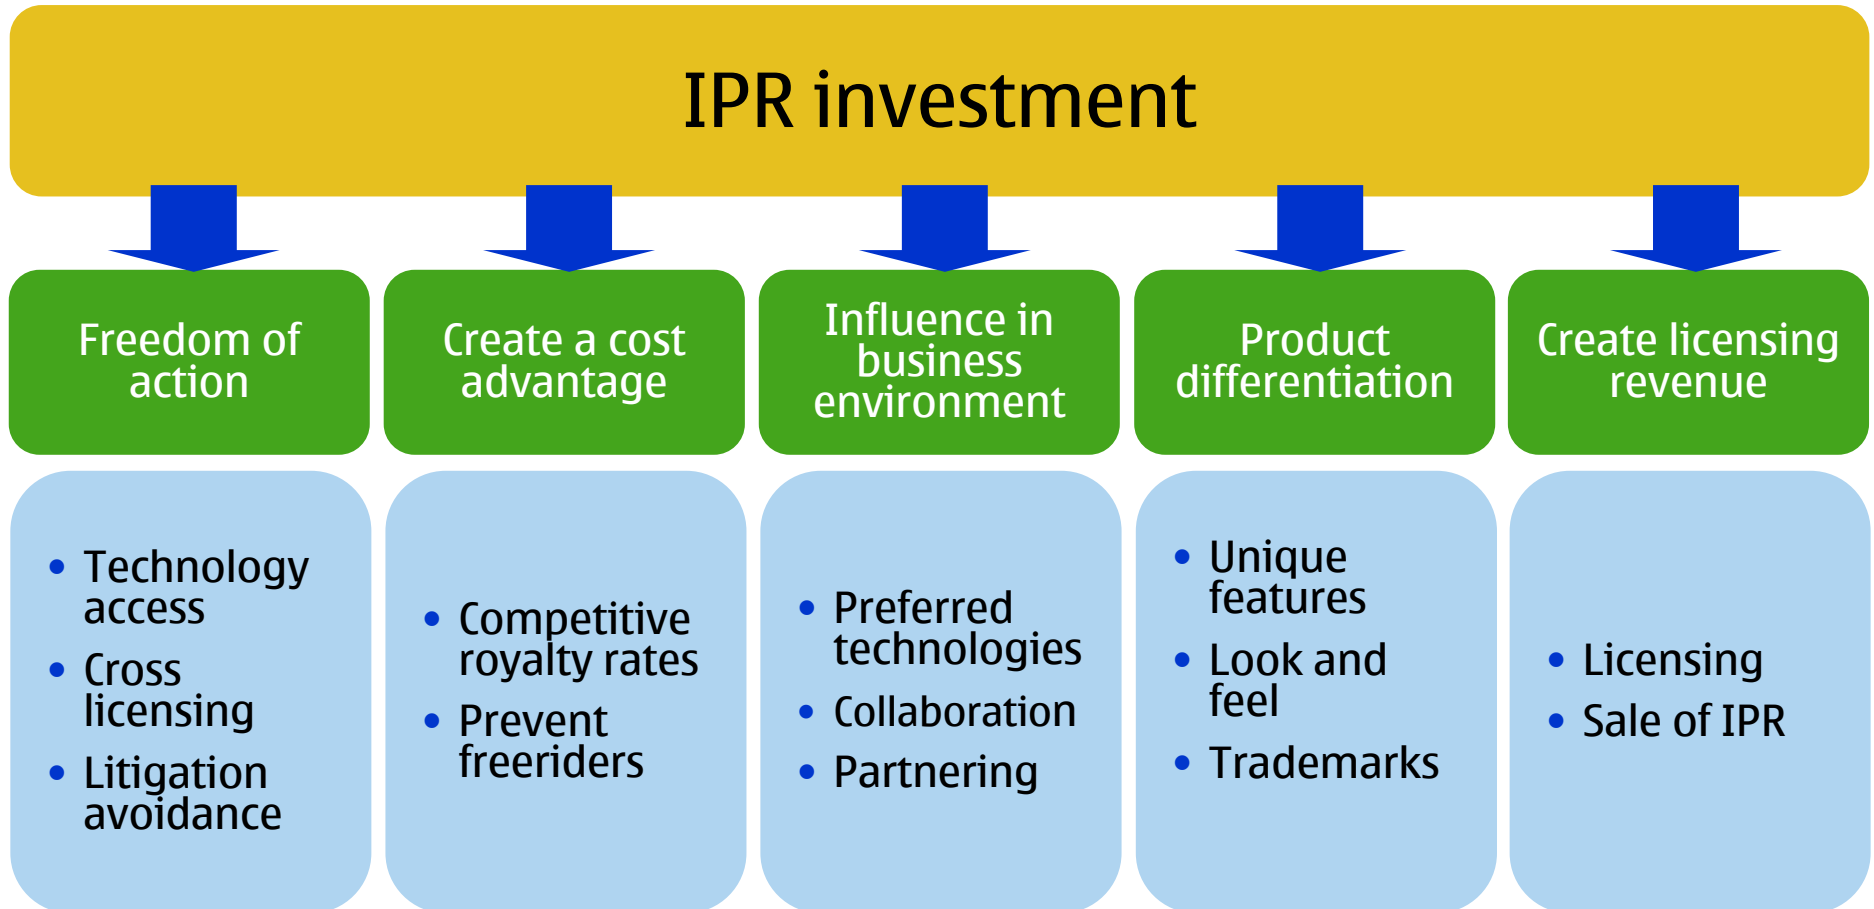 IPR investment
Freedom of
action
Create a cost
advantage
Influence in
business
environment
Product
differentiation
Create licensing
revenue
• Technology
access
• Cross
licensing
• Litigation
avoidance
• Competitive
royalty rates
• Prevent
freeriders
• Preferred
technologies
• Collaboration
• Partnering
• Unique
features
• Look and
feel
• Trademarks
• Licensing
• Sale of IPR